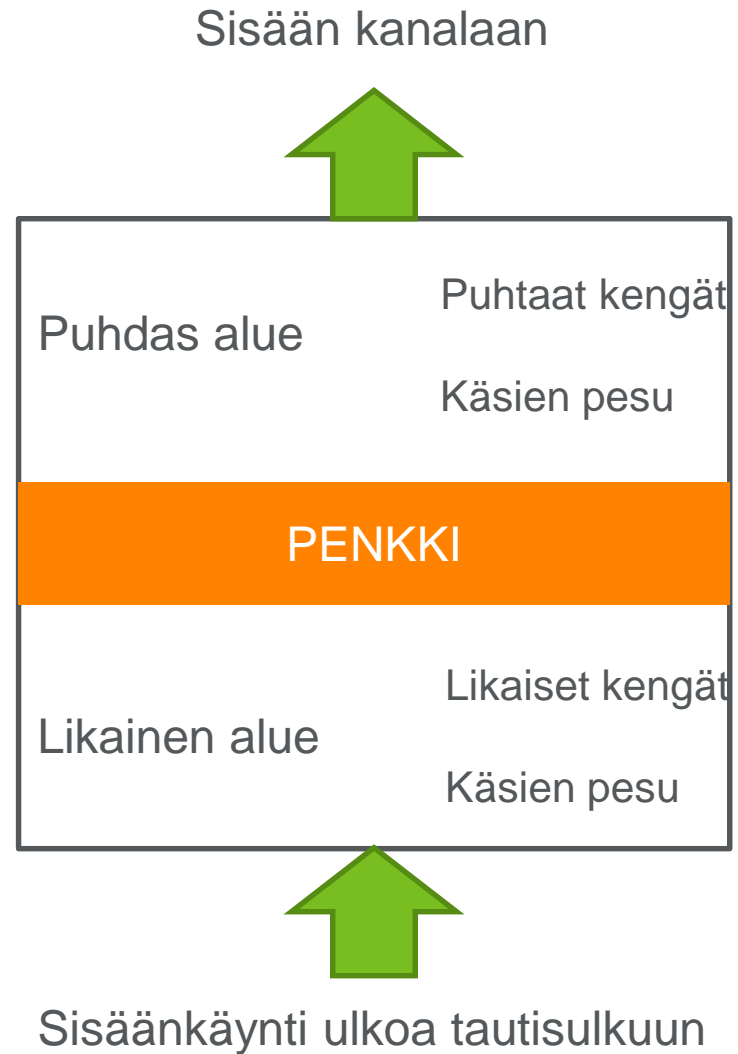 Sisään kanalaan
Puhtaat kengät
Puhdas alue
Käsien pesu
PENKKI
Likaiset kengät
Likainen alue
Käsien pesu
Sisäänkäynti ulkoa tautisulkuun